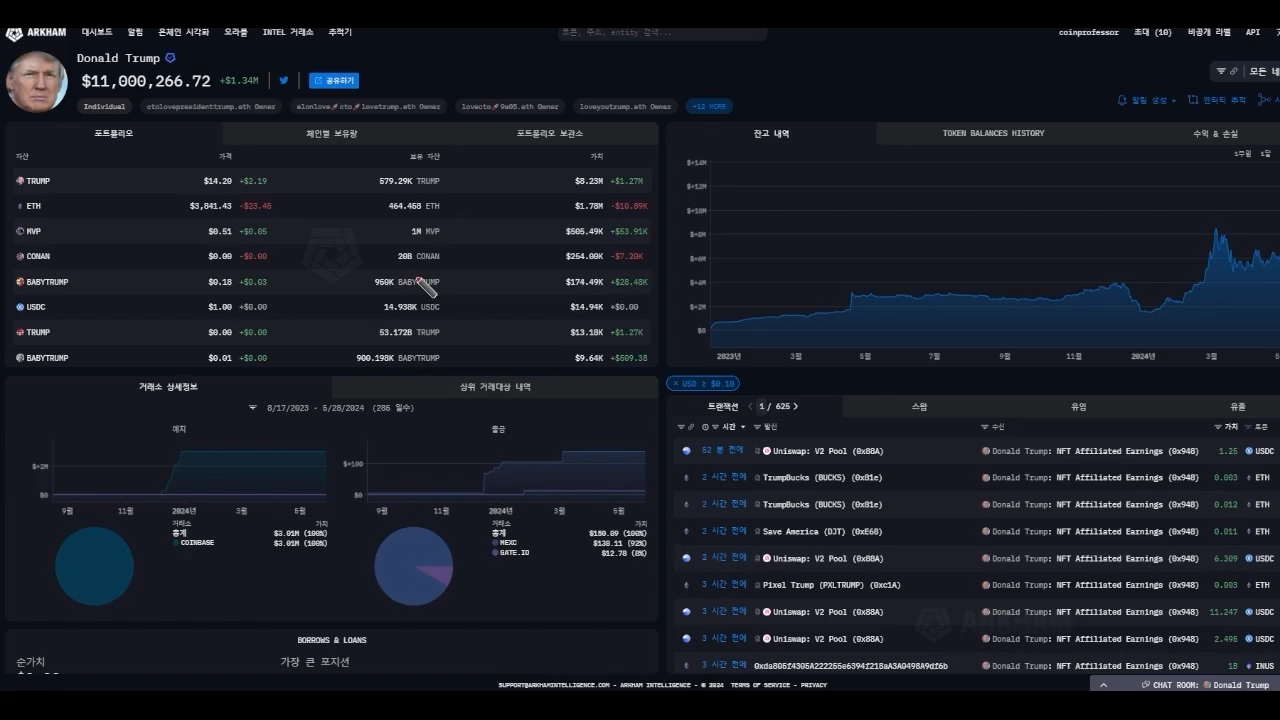 ARKHAM 대시보드 알림 온체인 시각화 오라클 INTEL 거래소 추적기 토큰, 주소, entity 검색... coinprofessor 초대 (10) 비공개 라벨 API
Donald Trump
$11,000,266.72 +$1.34M 공유하기 모든 네
Individual ctolovepresidenttrump.eth Owner elonlove🚀cto🚀lovetrump.eth Owner lovecto🚀9a05.eth Owner loveyoutrump.eth Owner +12 MORE 알림 생성 + 엔티티 추적
포트폴리오 체인별 보유량 포트폴리오 보관소
자산 가격 보유 자산 가치
TRUMP $14.20 +$2.19 579.29K TRUMP $8.23M +$1.27M
ETH $3,841.43 -$23.45 464.458 ETH $1.78M -$10.89K
MVP $0.51 +$0.05 1M MVP $505.49K +$53.91K
CONAN $0.00 -$0.00 20B CONAN $254.00K -$7.20K
BABYTRUMP $0.18 +$0.03 950K BABYTRUMP $174.49K +$28.48K
USDC $1.00 +$0.00 14.938K USDC $14.94K +$0.00
TRUMP $0.00 +$0.00 53.172B TRUMP $13.18K +$1.27K
BABYTRUMP $0.01 +$0.00 900.198K BABYTRUMP $9.64K +$509.38
잔고 내역 TOKEN BALANCES HISTORY 수익 & 손실
1주일 1달
$+14M
$+12M
$+10M
$+8M
$+6M
$+4M
$+2M
$0
2023년 3월 5월 7월 9월 11월 2024년 3월 5
거래소 상세정보 상위 거래대상 내역
8/17/2023 - 5/28/2024 (285 일수)
예치 출금
$+2M
$0
9월 11월 2024년 3월 5월
$+100
$0
9월 11월 2024년 3월 5월
거래소 가치
총계 $3.01M (100%)
COINBASE $3.01M (100%)
거래소 가치
총계 $150.89 (100%)
MEXC $138.11 (92%)
GATE.IO $12.78 (8%)
BORROWS & LOANS
순가치 가장 큰 포지션
× USD ≥ $0.10
트랜잭션 1 / 625 스왑 유입 유출
시간 발신 수신 가치 토큰
52 분 전에 Uniswap: V2 Pool (0x88A) Donald Trump: NFT Affiliated Earnings (0x948) 1.25 USDC
2 시간 전에 TrumpBucks (BUCKS) (0x81e) Donald Trump: NFT Affiliated Earnings (0x948) 0.003 ETH
2 시간 전에 TrumpBucks (BUCKS) (0x81e) Donald Trump: NFT Affiliated Earnings (0x948) 0.012 ETH
2 시간 전에 Save America (DJT) (0xE68) Donald Trump: NFT Affiliated Earnings (0x948) 0.011 ETH
2 시간 전에 Uniswap: V2 Pool (0x88A) Donald Trump: NFT Affiliated Earnings (0x948) 6.309 USDC
3 시간 전에 Pixel Trump (PXLTRUMP) (0xc1A) Donald Trump: NFT Affiliated Earnings (0x948) 0.003 ETH
3 시간 전에 Uniswap: V2 Pool (0x88A) Donald Trump: NFT Affiliated Earnings (0x948) 11.247 USDC
3 시간 전에 Uniswap: V2 Pool (0x88A) Donald Trump: NFT Affiliated Earnings (0x948) 2.495 USDC
3 시간 전에 0xda805f4305A222255e6394f218aA3A0498A9df6b Donald Trump: NFT Affiliated Earnings (0x948) 18 INUS
ARKHAM
SUPPORT@ARKHAMINTELLIGENCE.COM - ARKHAM INTELLIGENCE - © 2024 TERMS OF SERVICE - PRIVACY
CHAT ROOM: Donald Trump